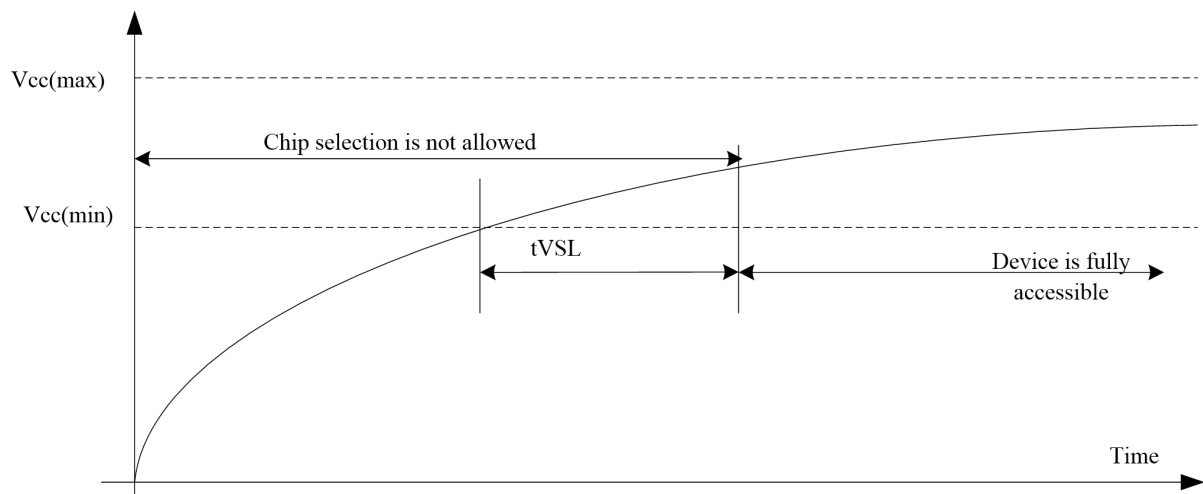 Vcc(max)
Chip selection is not allowed
Vcc(min)
tVSL
Device is fully
accessible
Time